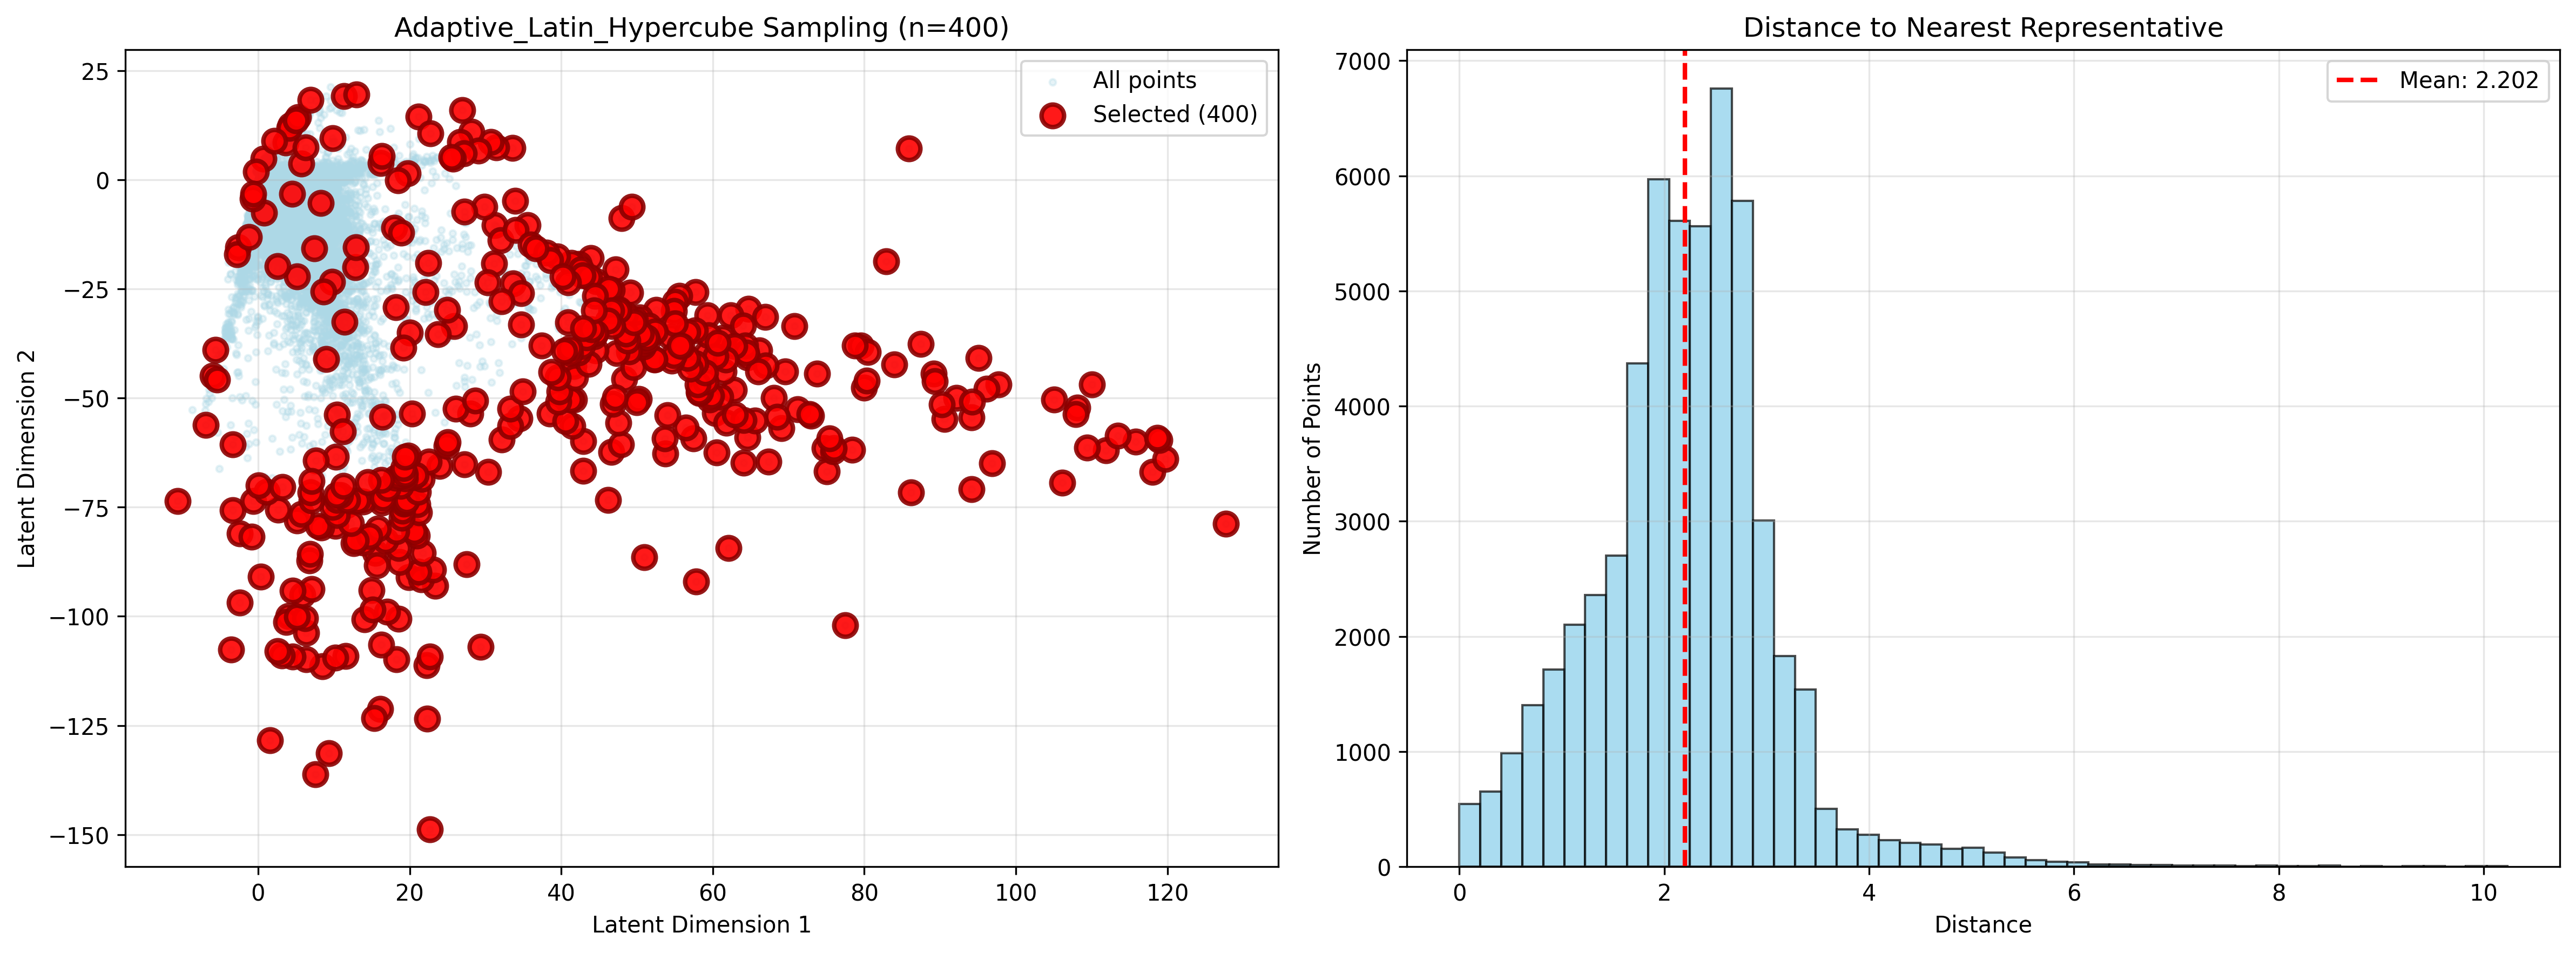 Adaptive_Latin_Hypercube Sampling (n=400)
All points
Selected (400)
25
0
−25
−50
−75
−100
−125
−150
Latent Dimension 2
0 20 40 60 80 100 120
Latent Dimension 1
Distance to Nearest Representative
Mean: 2.202
7000
6000
5000
4000
3000
2000
1000
0
Number of Points
0 2 4 6 8 10
Distance